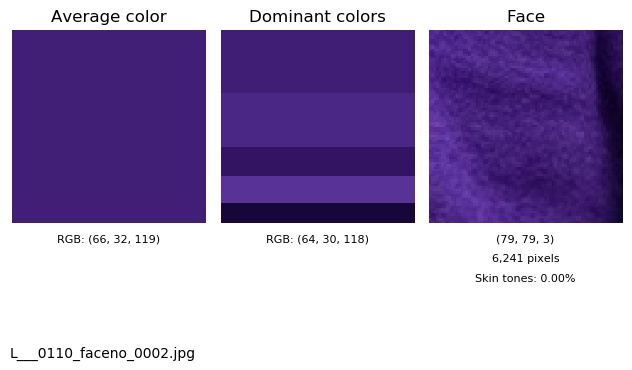 Average color
Dominant colors
Face
RGB: (66, 32, 119)
RGB: (64, 30, 118)
(79, 79, 3)
6,241 pixels
Skin tones: 0.00%
L___0110_faceno_0002.jpg